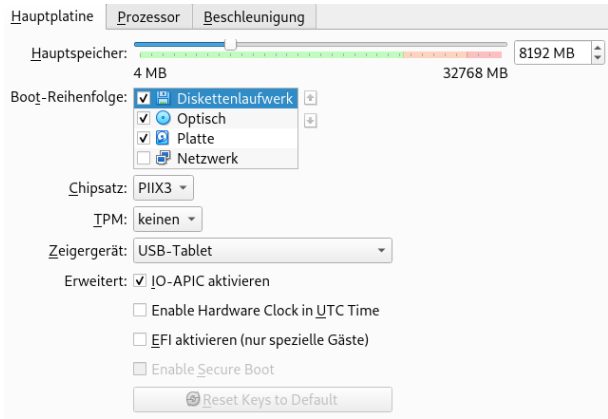 Hauptplatine Prozessor Beschleunigung
Hauptspeicher: 8192 MB
4 MB 32768 MB
Boot-Reihenfolge: Diskettenlaufwerk
Optisch
Platte
Netzwerk
Chipsatz: PIIX3
TPM: keinen
Zeigergerät: USB-Tablet
Erweitert: IO-APIC aktivieren
Enable Hardware Clock in UTC Time
EFI aktivieren (nur spezielle Gäste)
Enable Secure Boot
Reset Keys to Default